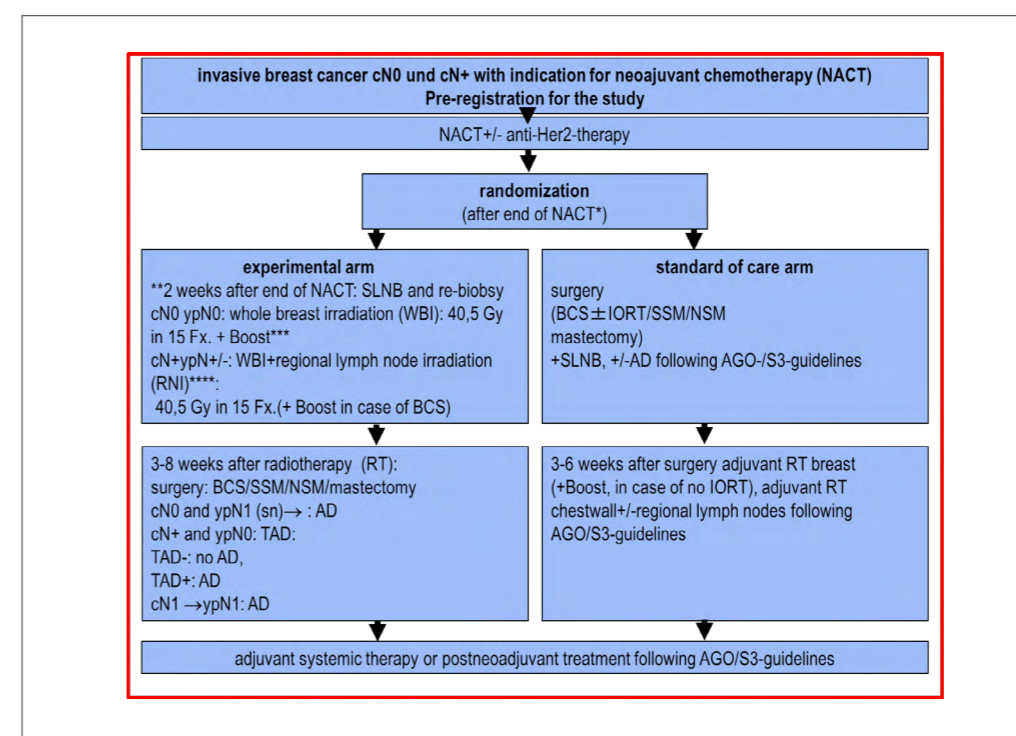 invasive breast cancer cN0 und cN+ with indication for neoajuvant chemotherapy (NACT)
Pre-registration for the study
NACT+/- anti-Her2-therapy
randomization
(after end of NACT*)
experimental arm
**2 weeks after end of NACT: SLNB and re-biobsy
cN0 ypN0: whole breast irradiation (WBI): 40,5 Gy
in 15 Fx. + Boost***
cN+ypN+/-: WBI+regional lymph node irradiation
(RNI)****:
40,5 Gy in 15 Fx.(+ Boost in case of BCS)
standard of care arm
surgery
(BCS±IORT/SSM/NSM
mastectomy)
+SLNB, +/-AD following AGO-/S3-guidelines
3-8 weeks after radiotherapy (RT):
surgery: BCS/SSM/NSM/mastectomy
cN0 and ypN1 (sn)→ : AD
cN+ and ypN0: TAD:
TAD-: no AD,
TAD+: AD
cN1 →ypN1: AD
3-6 weeks after surgery adjuvant RT breast
(+Boost, in case of no IORT), adjuvant RT
chestwall+/-regional lymph nodes following
AGO/S3-guidelines
adjuvant systemic therapy or postneoadjuvant treatment following AGO/S3-guidelines